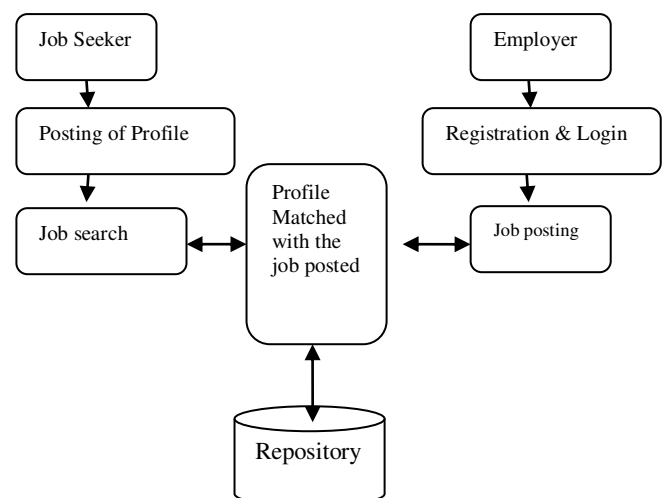 Job Seeker
Employer
Posting of Profile
Registration & Login
Profile
Matched
with the
job posted
Job search
Job posting
Repository